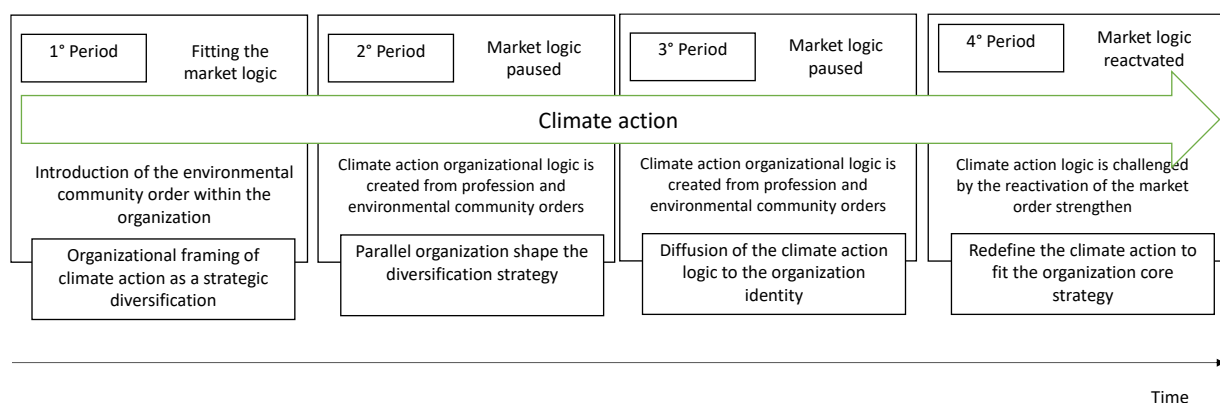 1° Period
Fitting the
market logic
2° Period
Market logic
paused
3° Period
Market logic
paused
4° Period
Market logic
reactvated
Climate action
Introduction of the environmental
community order within the
organization
Climate action organizational logic is
created from profession and
environmental community orders
Climate action organizational logic is
created from profession and
environmental community orders
Climate action logic is challenged
by the reactivation of the market
order strengthen
Organizational framing of
climate action as a strategic
diversification
Parallel organization shape the
diversification strategy
Diffusion of the climate action
logic to the organization
identity
Redefine the climate action to
fit the organization core
strategy
Time